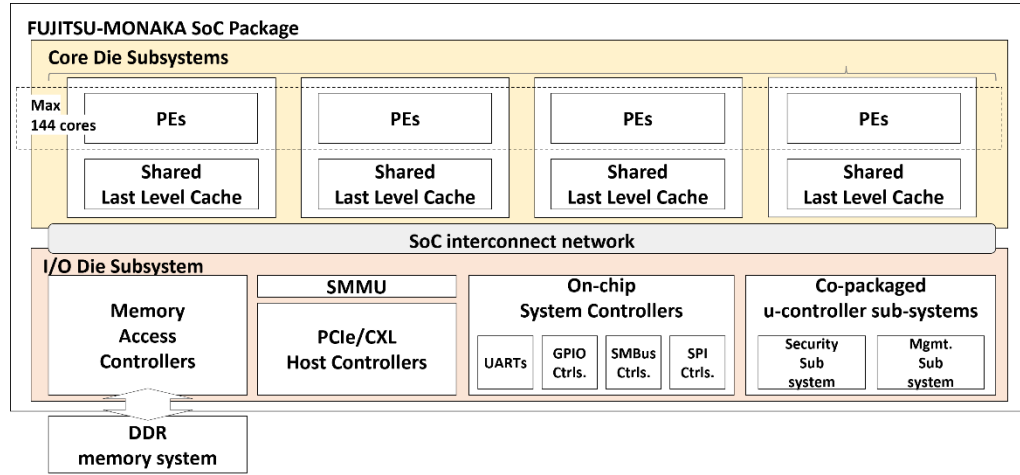 FUJITSU-MONAKA SoC Package
Core Die Subsystems
Max
144 cores
PEs
PEs
PEs
PEs
Shared
Last Level Cache
Shared
Last Level Cache
Shared
Last Level Cache
Shared
Last Level Cache
SoC interconnect network
I/O Die Subsystem
Memory
Access
Controllers
SMMU
PCIe/CXL
Host Controllers
On-chip
System Controllers
UARTs
GPIO
Ctrls.
SMBus
Ctrls.
SPI
Ctrls.
Co-packaged
u-controller sub-systems
Security
Sub
system
Mgmt.
Sub
system
DDR
memory system